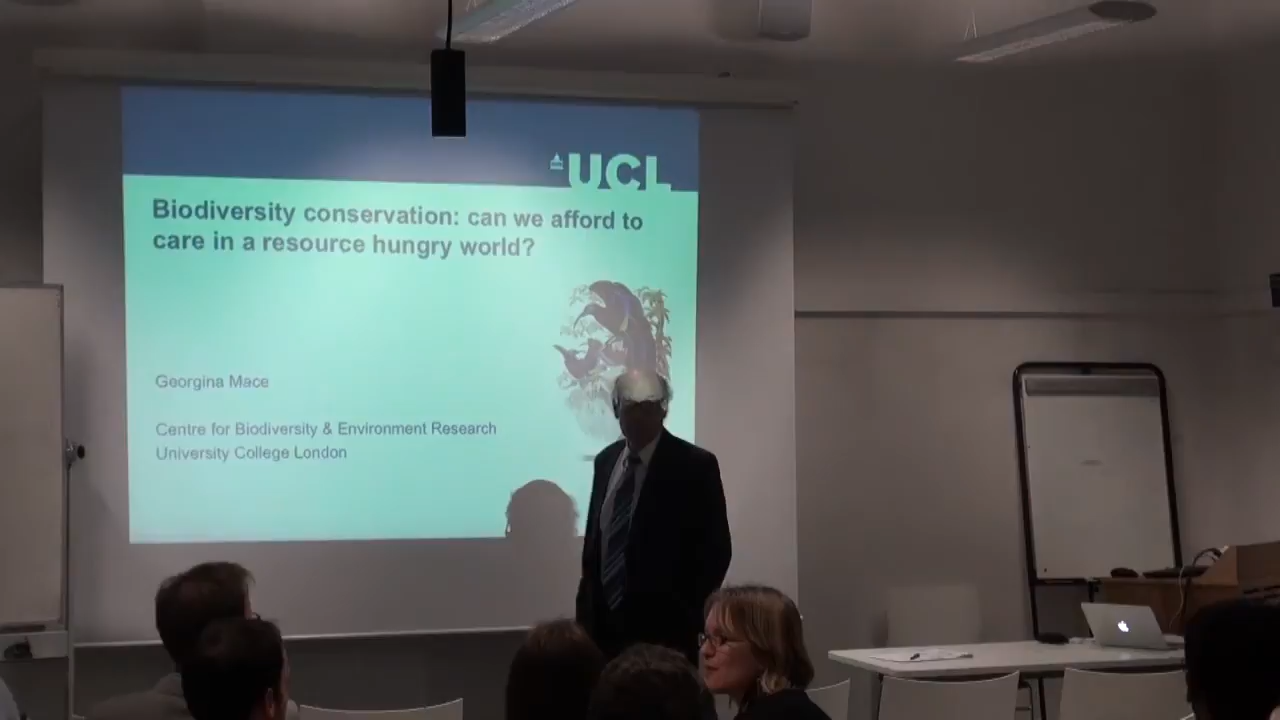 UCL
Biodiversity conservation: can we afford to
care in a resource hungry world?
Georgina Mace
Centre for Biodiversity & Environment Research
University College London